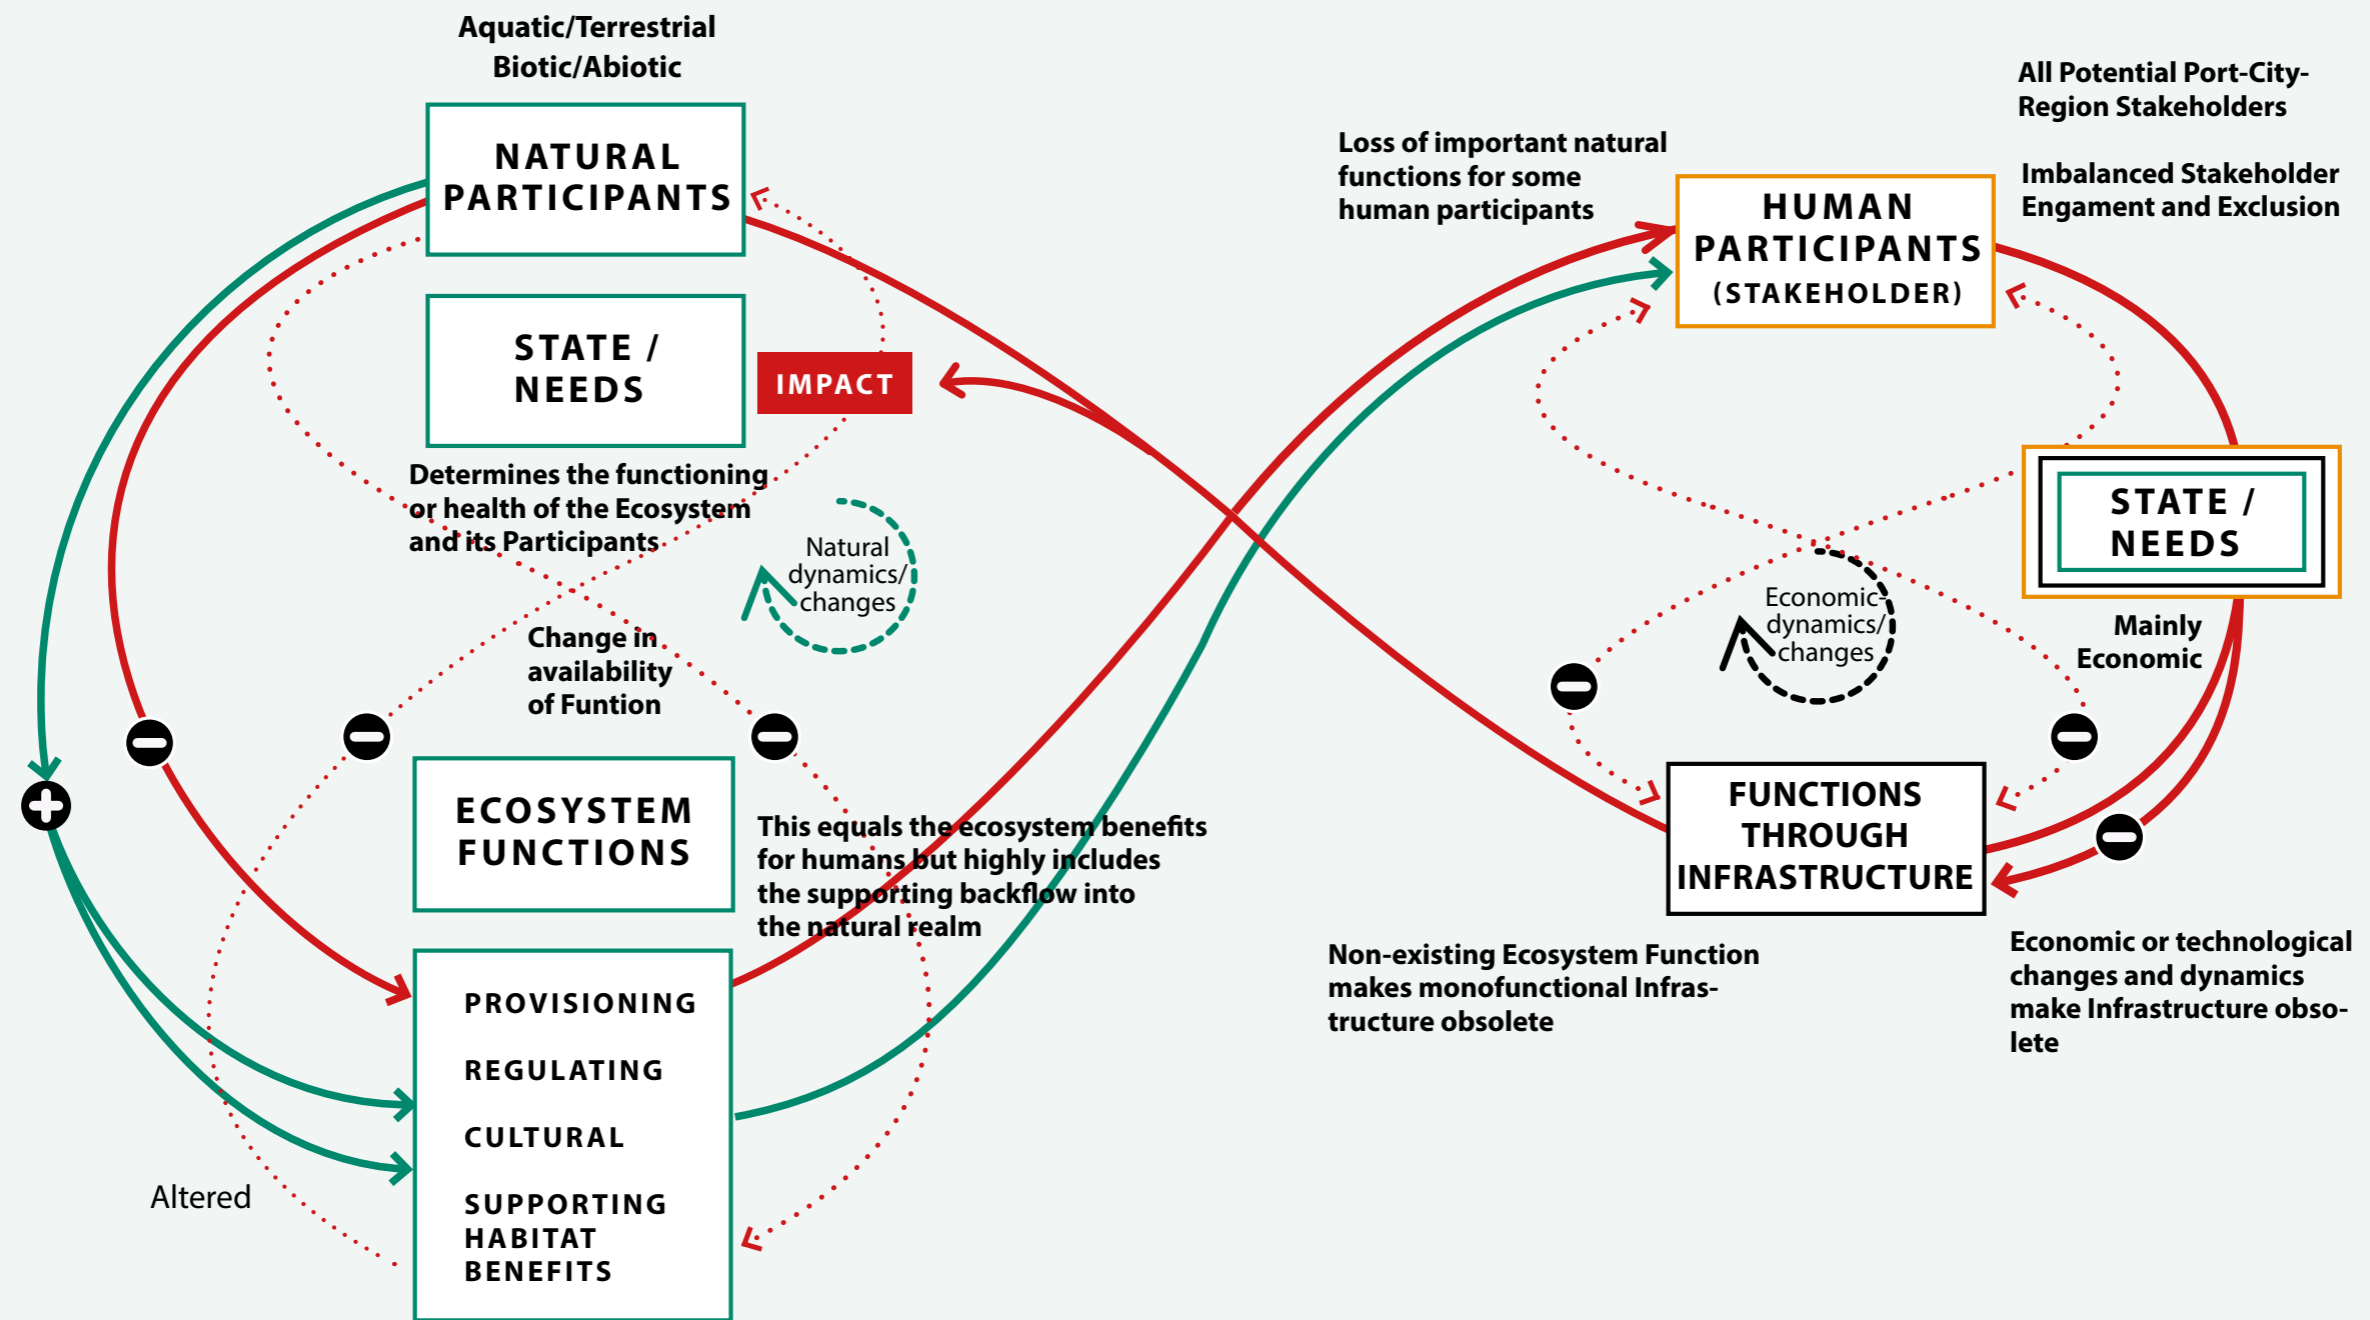 Aquatic/Terrestrial
Biotic/Abiotic
NATURAL
PARTICIPANTS
STATE /
NEEDS
IMPACT
Determines the functioning
or health of the Ecosystem
and its Participants
Natural
dynamics/
changes
Change in
availability
of Funtion
ECOSYSTEM
FUNCTIONS
This equals the ecosystem benefits
for humans but highly includes
the supporting backflow into
the natural realm
PROVISIONING
REGULATING
CULTURAL
SUPPORTING
HABITAT
BENEFITS
Altered
Loss of important natural
functions for some
human participants
HUMAN
PARTICIPANTS
(STAKEHOLDER)
All Potential Port-City-
Region Stakeholders
Imbalanced Stakeholder
Engament and Exclusion
STATE /
NEEDS
Mainly
Economic
Economic-
dynamics/
changes
FUNCTIONS
THROUGH
INFRASTRUCTURE
Non-existing Ecosystem Function
makes monofunctional Infras-
tructure obsolete
Economic or technological
changes and dynamics
make Infrastructure obso-
lete